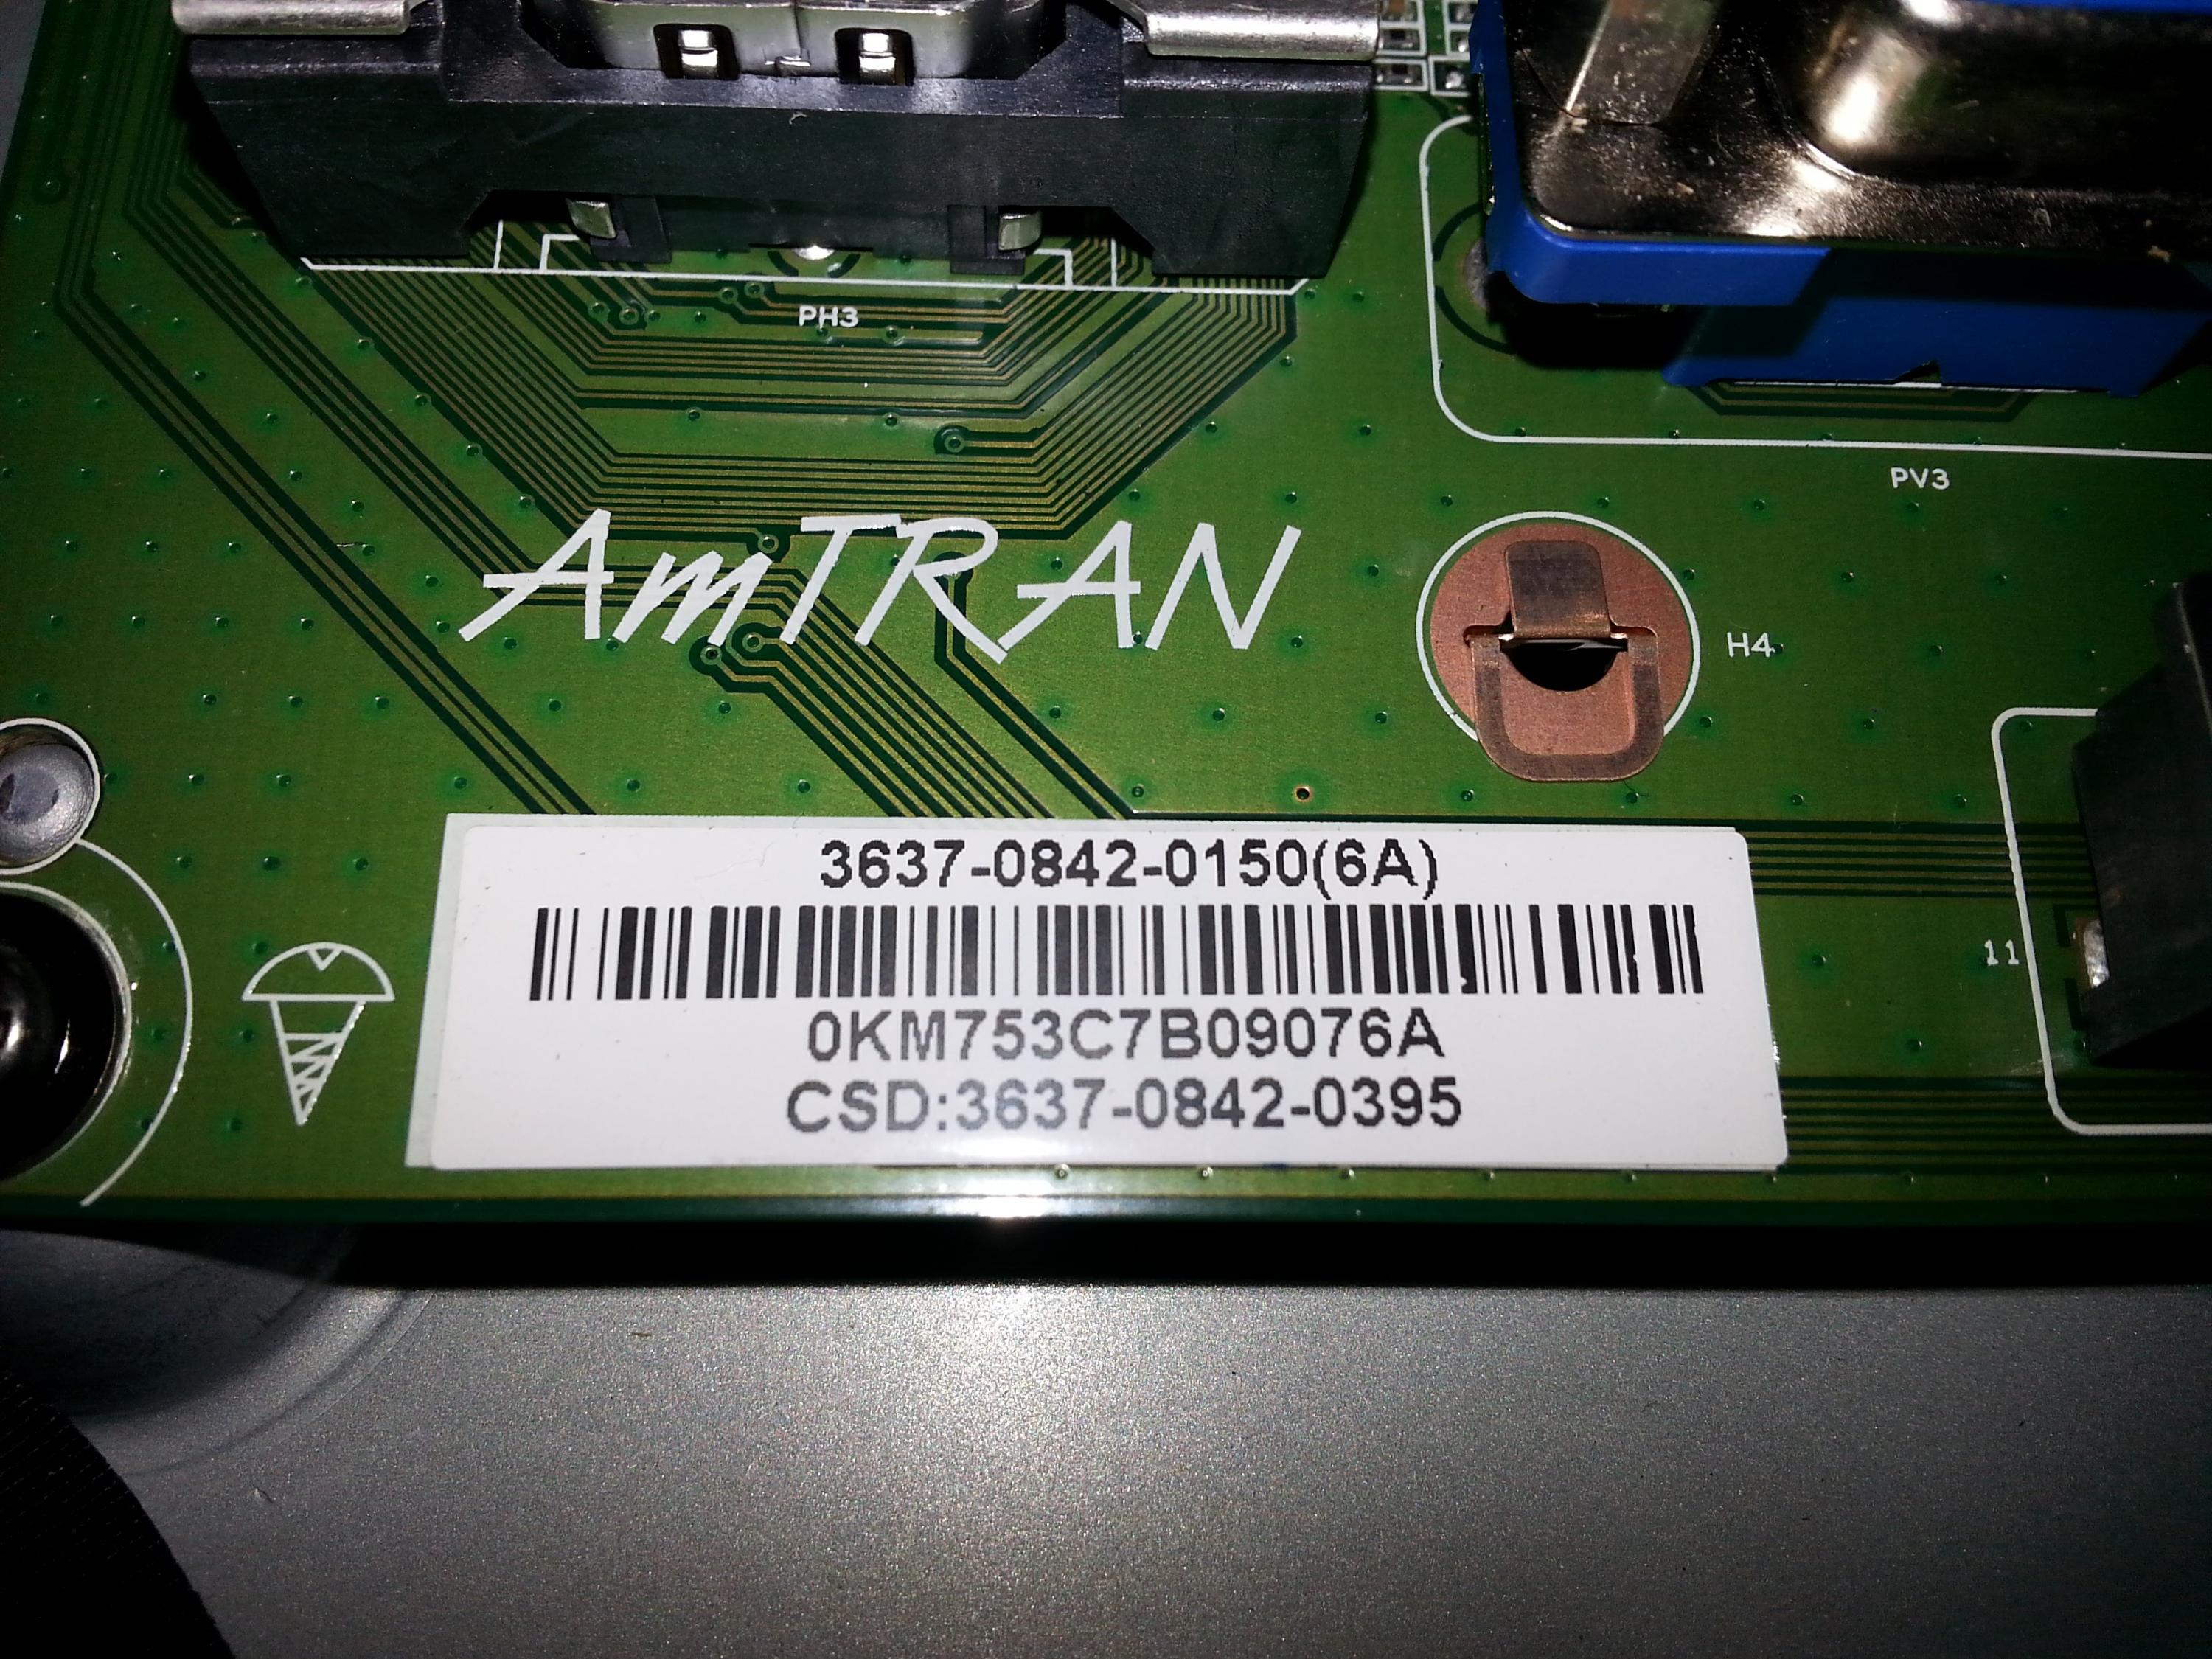 PH3
PV3
AmTRAN
H4
3637-0842-0150(6A)
11
0KM753C7B09076A
CSD:3637-0842-0395